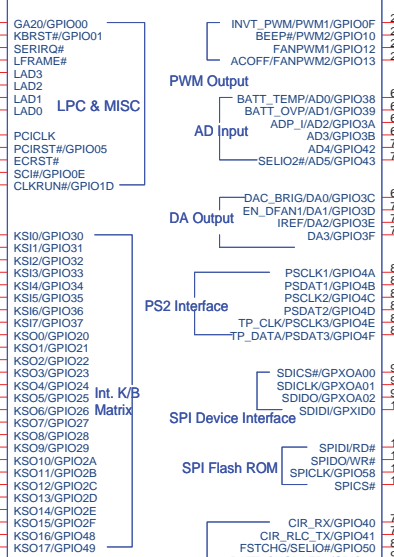 GA20/GPIO00
KBRST#/GPIO01
SERIRQ#
LFRAME#
LAD3
LAD2
LAD1
LAD0
LPC & MISC
PCICLK
PCIRST#/GPIO05
ECRST#
SCI#/GPIO0E
CLKRUN#/GPIO1D
KSI0/GPIO30
KSI1/GPIO31
KSI2/GPIO32
KSI3/GPIO33
KSI4/GPIO34
KSI5/GPIO35
KSI6/GPIO36
KSI7/GPIO37
KSO0/GPIO20
KSO1/GPIO21
KSO2/GPIO22
KSO3/GPIO23
KSO4/GPIO24
KSO5/GPIO25
KSO6/GPIO26
KSO7/GPIO27
KSO8/GPIO28
KSO9/GPIO29
KSO10/GPIO2A
KSO11/GPIO2B
KSO12/GPIO2C
KSO13/GPIO2D
KSO14/GPIO2E
KSO15/GPIO2F
KSO16/GPIO48
KSO17/GPIO49
Int. K/B
Matrix
INVT_PWM/PWM1/GPIO0F
BEEP#/PWM2/GPIO10
FANPWM1/GPIO12
ACOFF/FANPWM2/GPIO13
PWM Output
BATT_TEMP/AD0/GPIO38
BATT_OVP/AD1/GPIO39
ADP_I/AD2/GPIO3A
AD3/GPIO3B
AD4/GPIO42
SELIO2#/AD5/GPIO43
AD Input
DAC_BRIG/DA0/GPIO3C
EN_DFAN1/DA1/GPIO3D
IREF/DA2/GPIO3E
DA3/GPIO3F
DA Output
PSCLK1/GPIO4A
PSDAT1/GPIO4B
PSCLK2/GPIO4C
PSDAT2/GPIO4D
TP_CLK/PSCLK3/GPIO4E
TP_DATA/PSDAT3/GPIO4F
PS2 Interface
SDICS#/GPXOA00
SDICLK/GPXOA01
SDIDO/GPXOA02
SDIDI/GPXID0
SPI Device Interface
SPIDI/RD#
SPIDO/WR#
SPICLK/GPIO58
SPICS#
SPI Flash ROM
CIR_RX/GPIO40
CIR_RLC_TX/GPIO41
FSTCHG/SELIO#/GPIO50